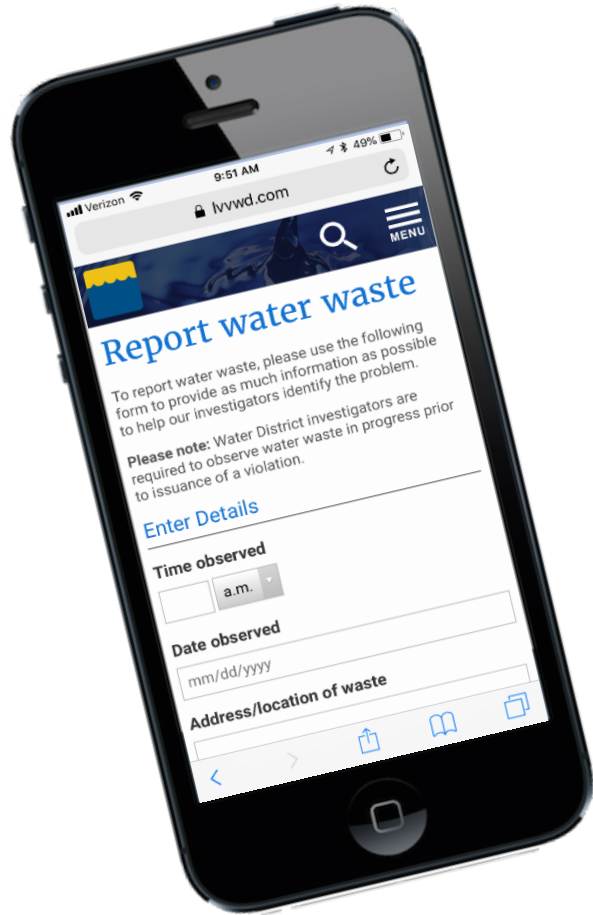 Verizon 9:51 AM 49%
lvvwd.com
MENU
Report water waste
To report water waste, please use the following
form to provide as much information as possible
to help our investigators identify the problem.
Please note: Water District investigators are
required to observe water waste in progress prior
to issuance of a violation.
Enter Details
Time observed
a.m.
Date observed
mm/dd/yyyy
Address/location of waste